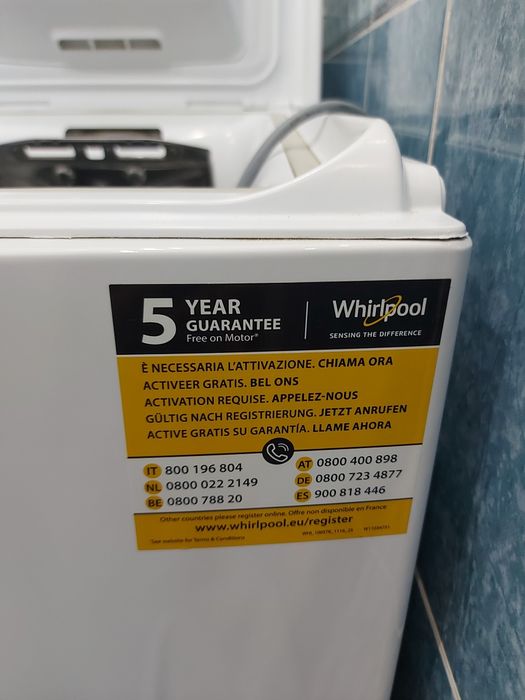 5 YEAR
GUARANTEE
Free on Motor*
Whirlpool
SENSING THE DIFFERENCE
È NECESSARIA L'ATTIVAZIONE. CHIAMA ORA
ACTIVEER GRATIS. BEL ONS
ACTIVATION REQUISE. APPELEZ-NOUS
GÜLTIG NACH REGISTRIERUNG. JETZT ANRUFEN
ACTIVE GRATIS SU GARANTÍA. LLAME AHORA
IT 800 196 804
NL 0800 022 2149
BE 0800 788 20
AT 0800 400 898
DE 0800 723 4877
ES 900 818 446
Other countries please register online. Offre non disponible en France
www.whirlpool.eu/register
*See website for Terms & Conditions